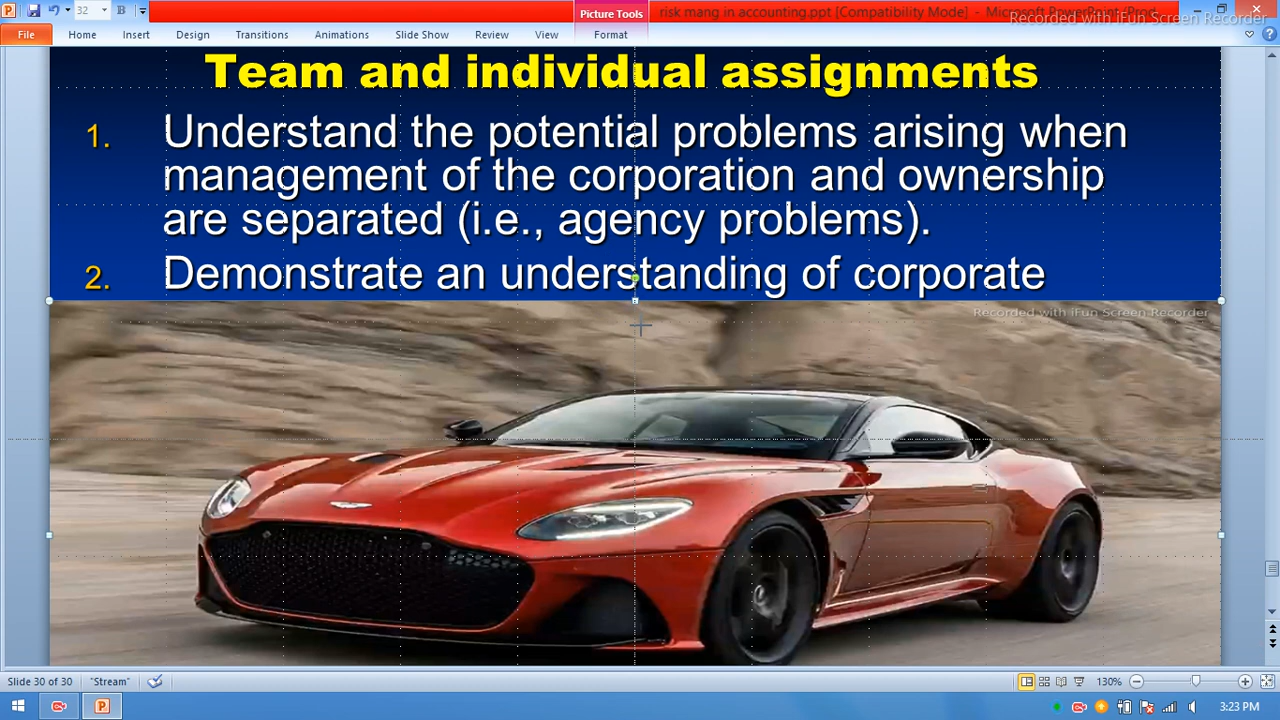 32
Picture Tools
risk mang in accounting.ppt [Compatibility Mode] - Microsoft PowerPoint (Prod
Recorded with iFun Screen Recorder
File Home Insert Design Transitions Animations Slide Show Review View Format
Team and individual assignments
1. Understand the potential problems arising when
management of the corporation and ownership
are separated (i.e., agency problems).
2. Demonstrate an understanding of corporate
Recorded with iFun Screen Recorder
Slide 30 of 30 "Stream" 130%
3:23 PM